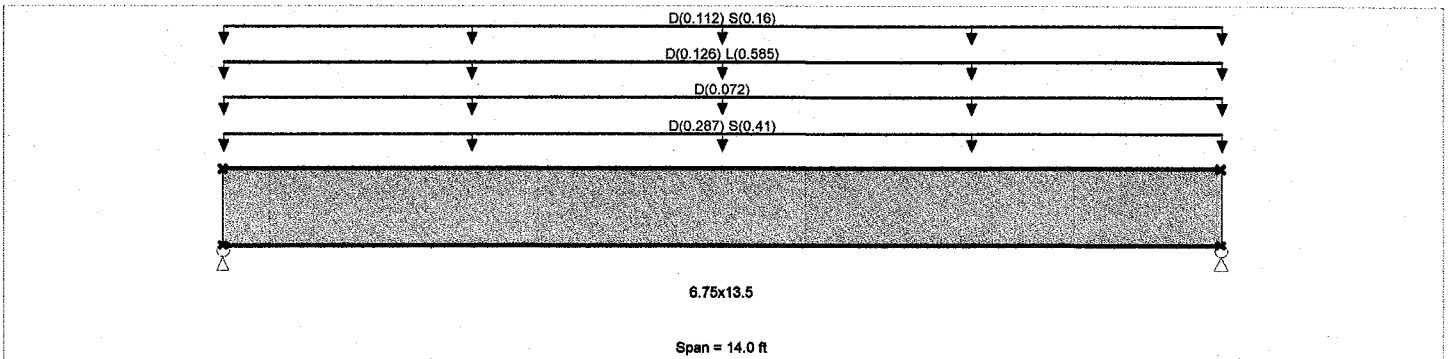 D(0.112) S(0.16)
D(0.126) L(0.585)
D(0.072)
D(0.287) S(0.41)
6.75x13.5
Span = 14.0 ft